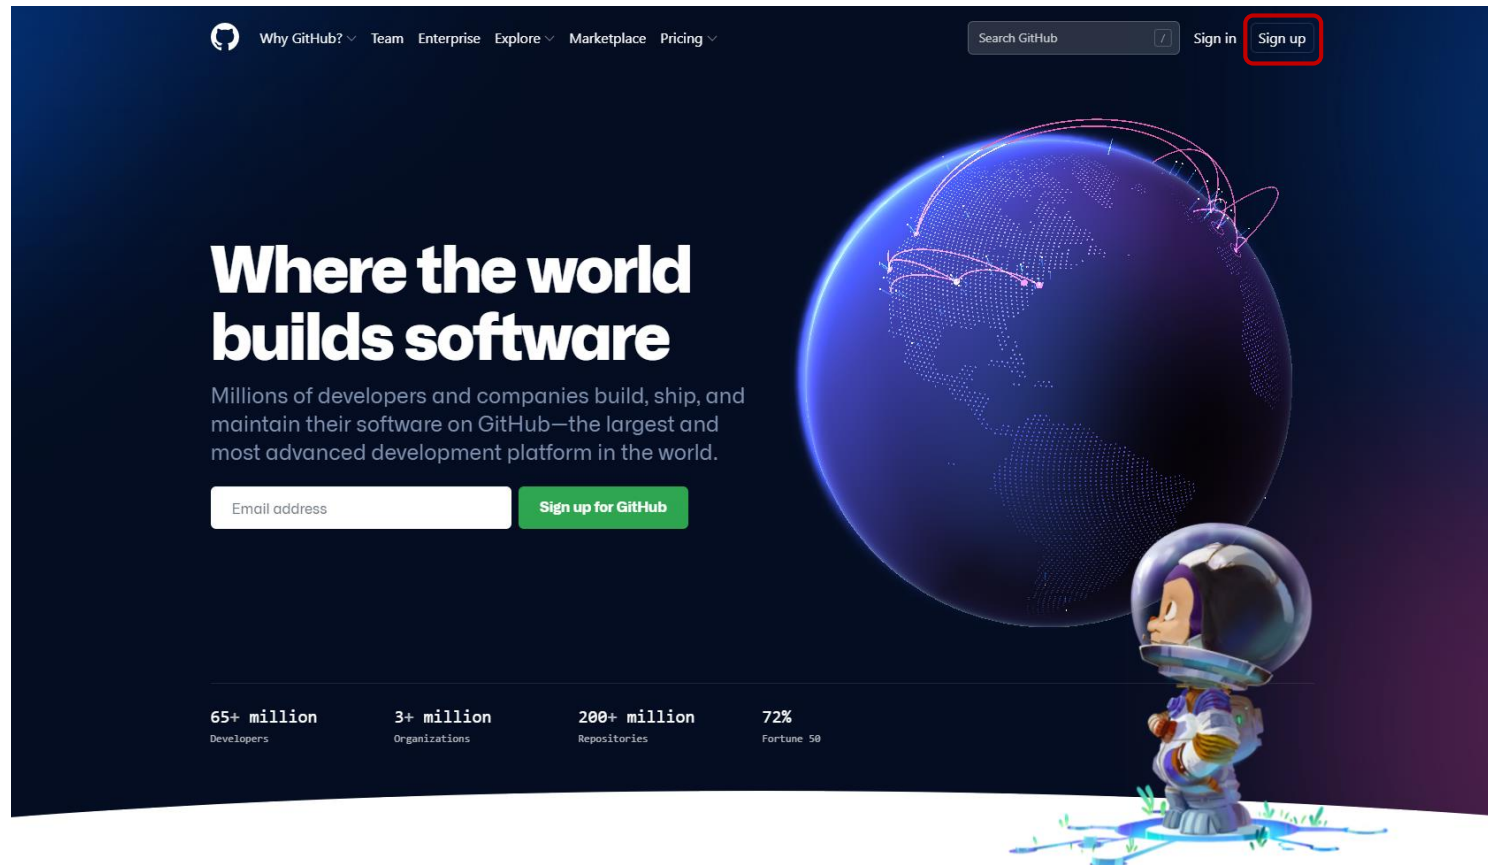 Why GitHub? Team Enterprise Explore Marketplace Pricing Search GitHub / Sign in Sign up
Where the world
builds software
Millions of developers and companies build, ship, and
maintain their software on GitHub—the largest and
most advanced development platform in the world.
Email address Sign up for GitHub
65+ million 3+ million 200+ million 72%
Developers Organizations Repositories Fortune 50